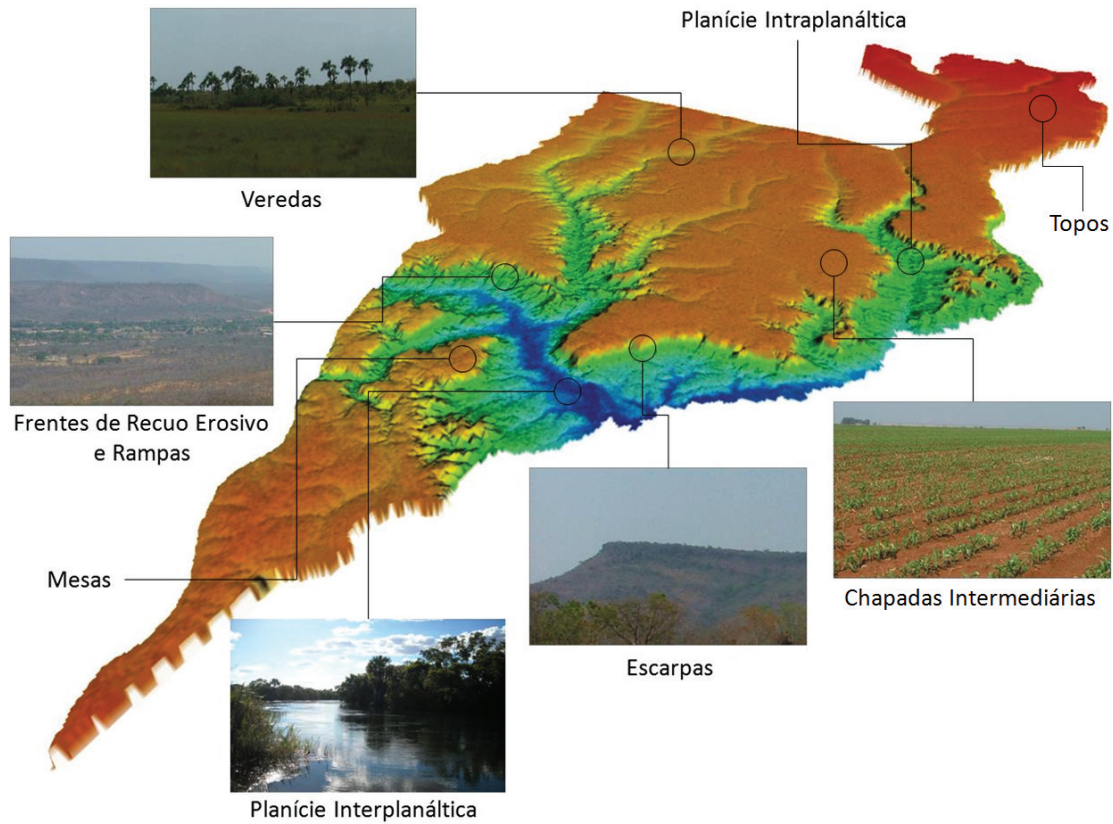 Planície Intraplanáltica
Veredas
Topos
Frentes de Recuo Erosivo
e Rampas
Mesas
Chapadas Intermediárias
Escarpas
Planície Interplanáltica